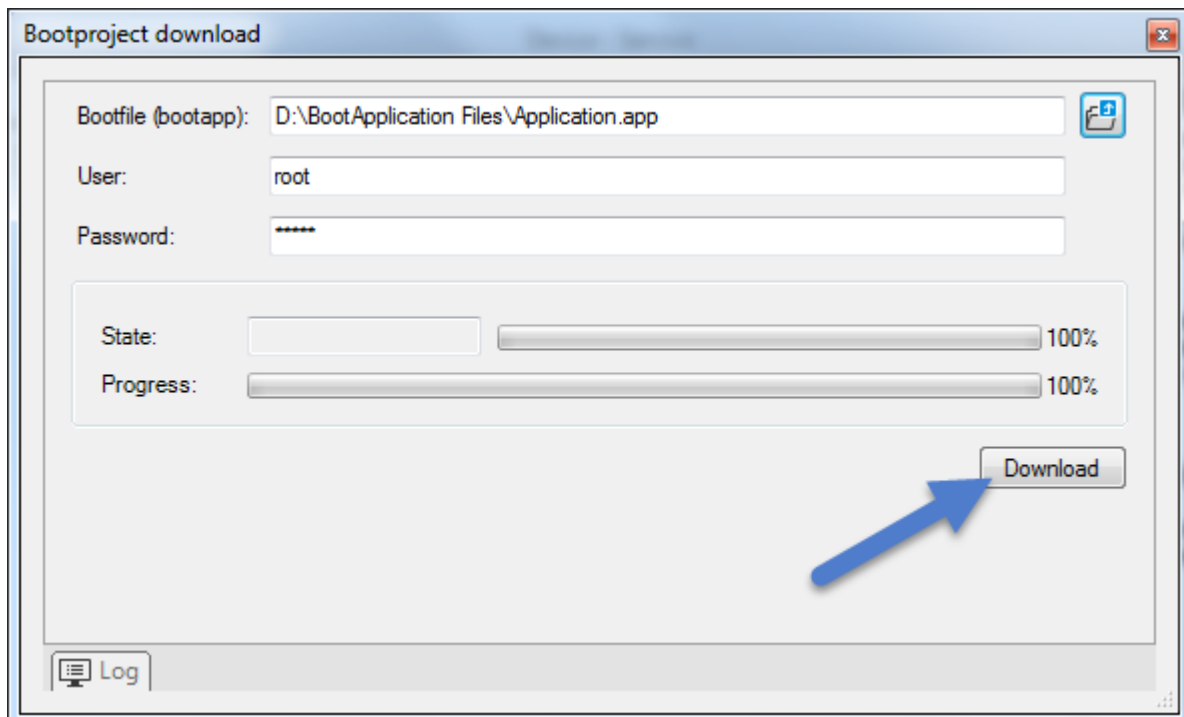 Bootproject download
Bootfile (bootapp): D:\BootApplication Files\Application.app
User: root
Password: *****
State: 100%
Progress: 100%
Download
Log